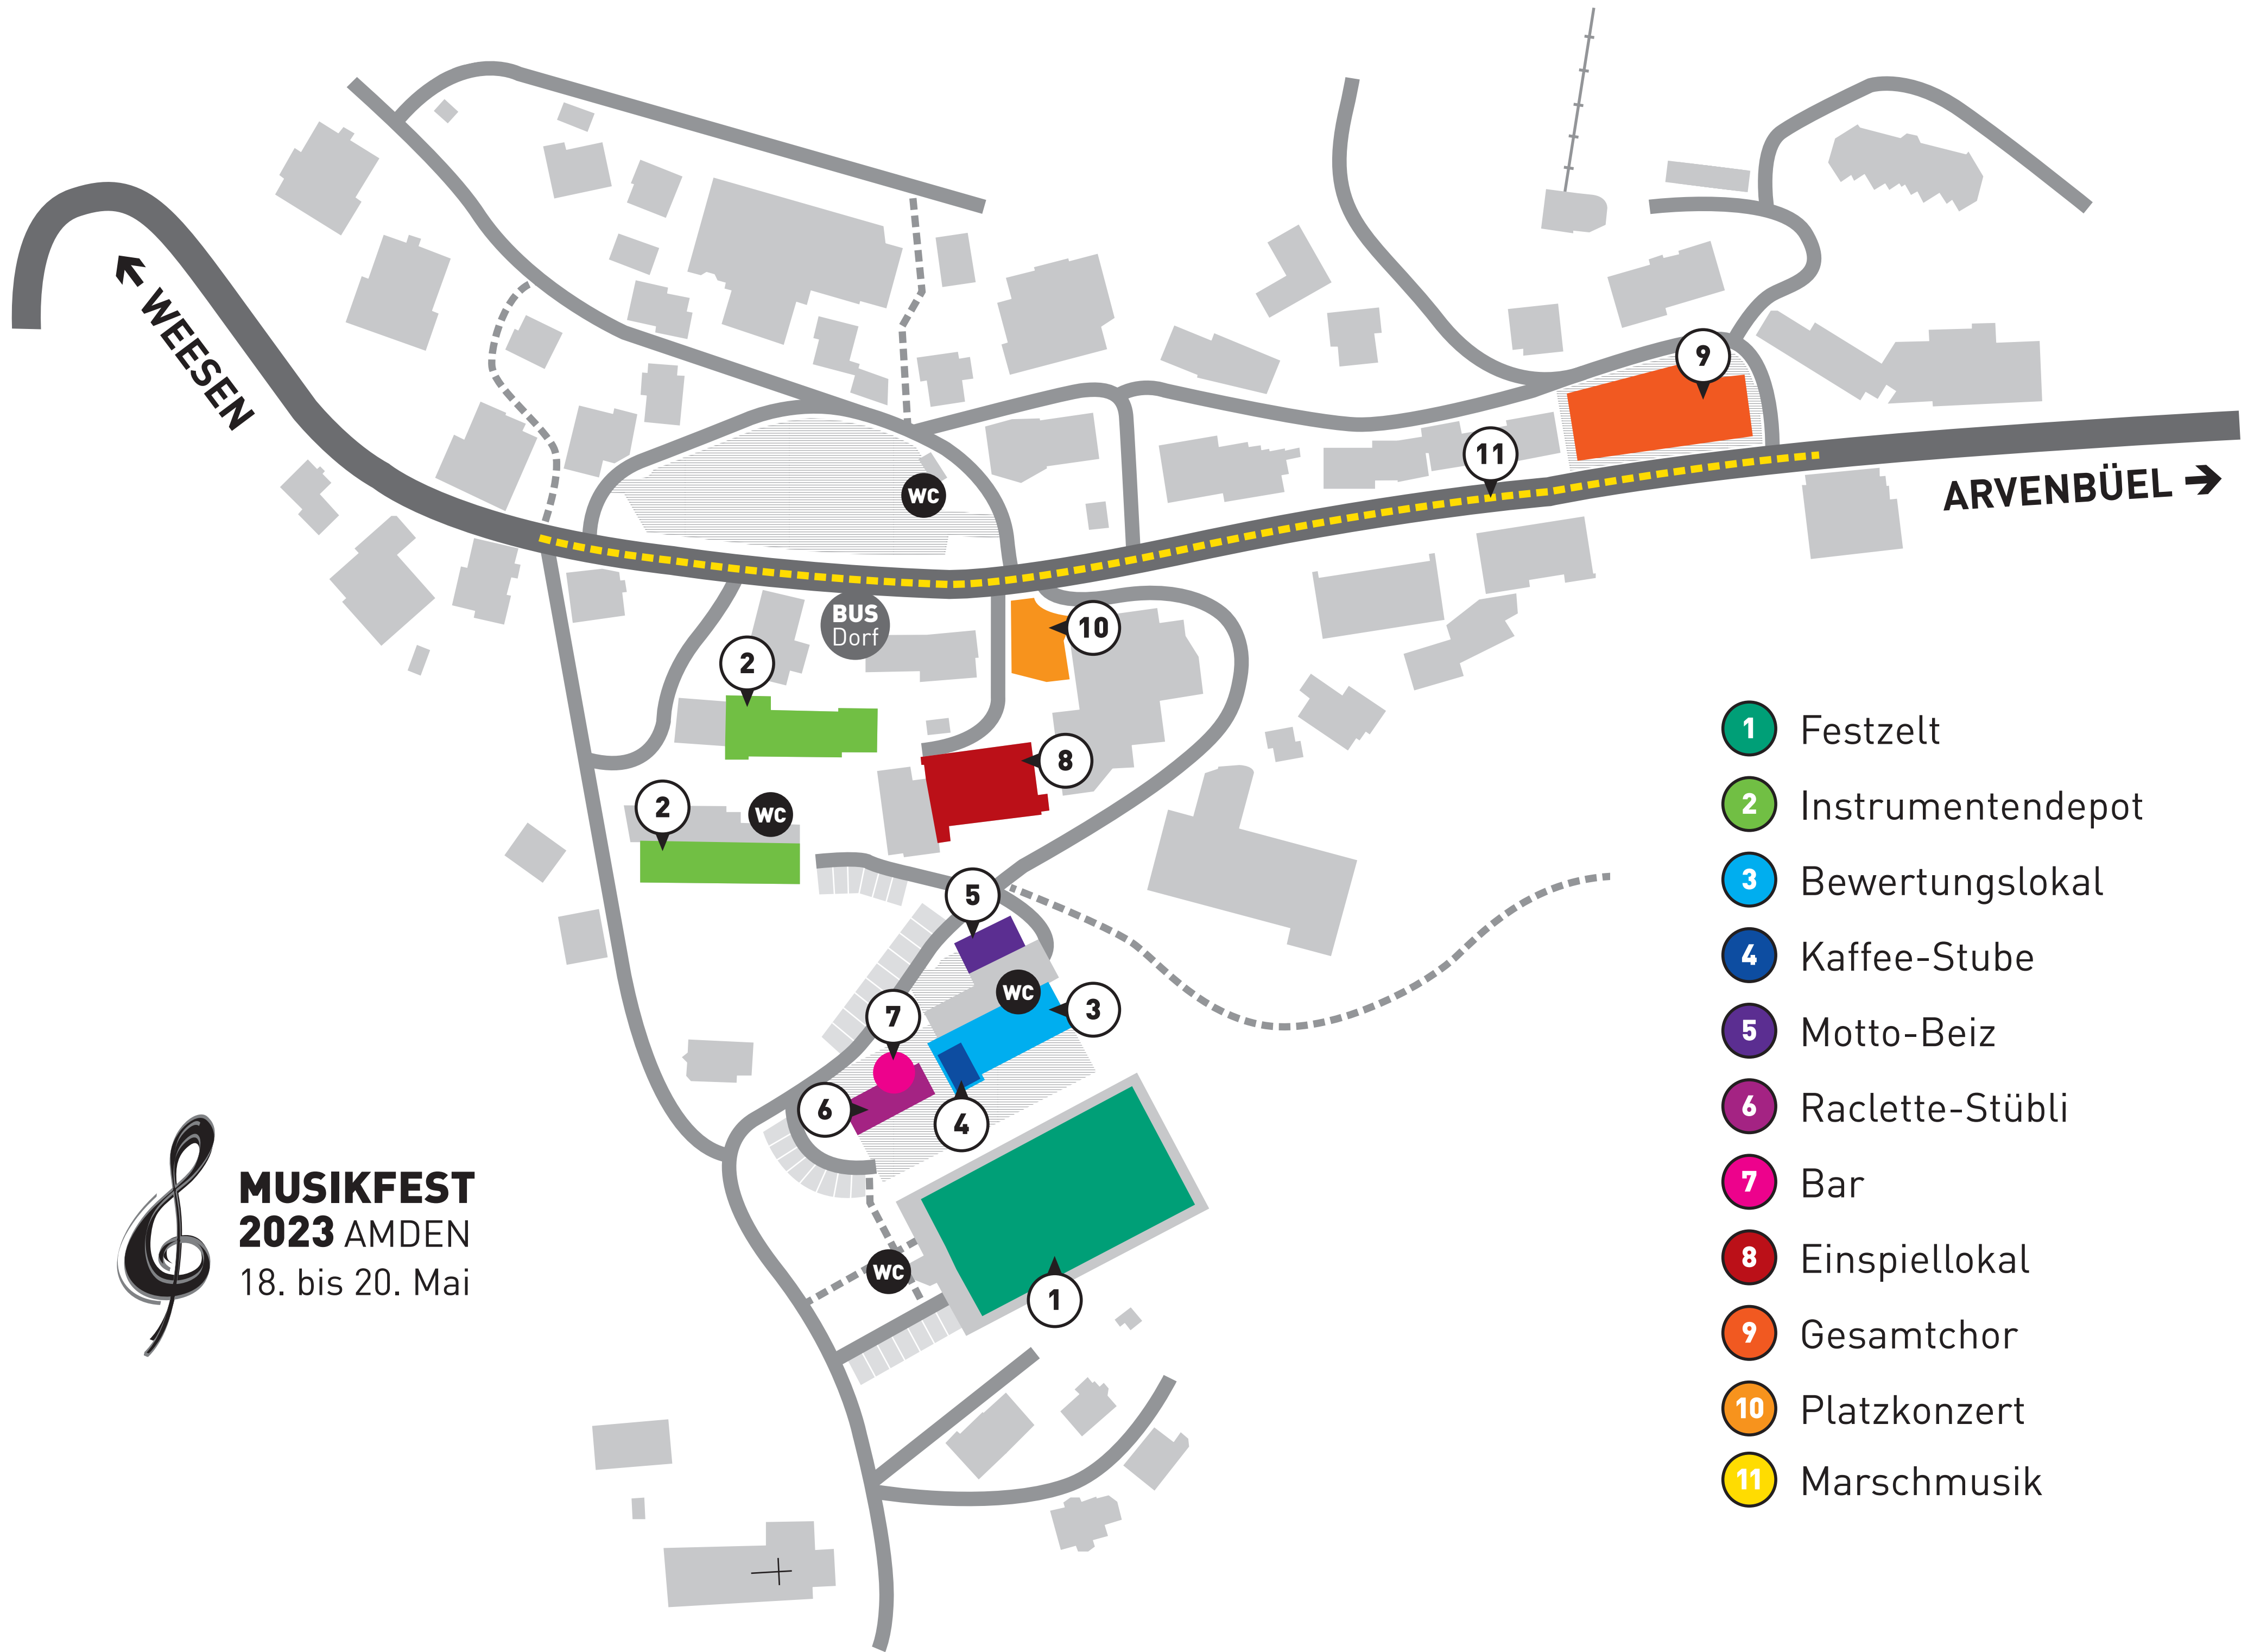 WEESEN
9
11
WC
ARVENBÜEL
BUS
Dorf
10
2
8
2
WC
5
WC
3
7
6
4
WC
1
1 Festzelt
2 Instrumentendepot
3 Bewertungslokal
4 Kaffee-Stube
5 Motto-Beiz
6 Raclette-Stübli
7 Bar
8 Einspiellokal
9 Gesamtchor
10 Platzkonzert
11 Marschmusik
MUSIKFEST
2023 AMDEN
18. bis 20. Mai